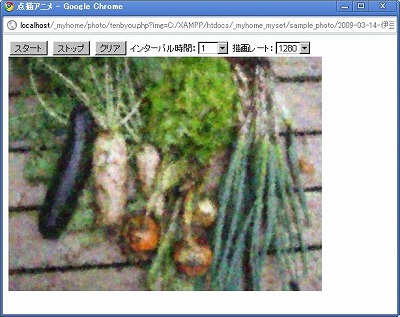 点描アニメ - Google Chrome
localhost/_myhome/photo/tenbyou.php?img=C:/XAMPP/htdocs/_myhome_myset/sample_photo/2009-03-14-伊豆
スタート ストップ クリア インターバル時間: 1 描画レート: 1280